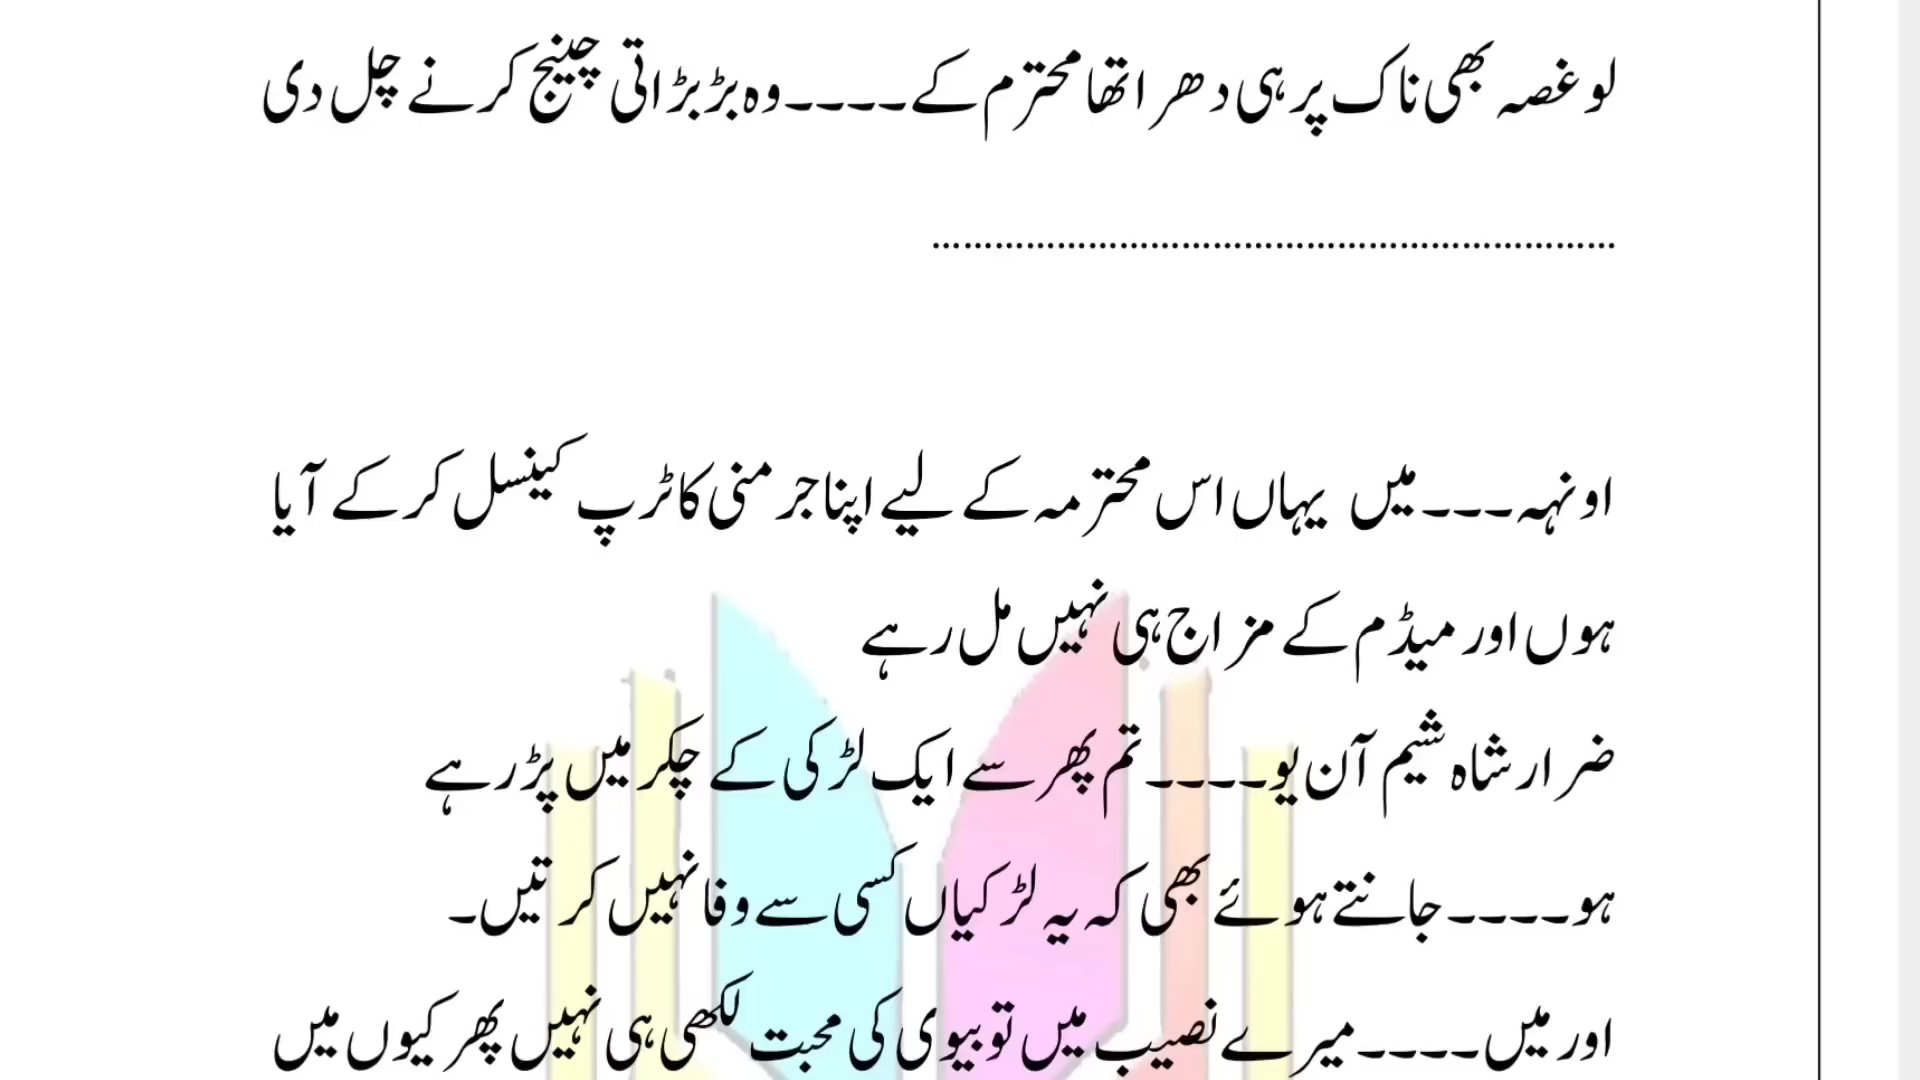 لو غصہ بھی ناک پر ہی دھرا تھا محترم کے۔۔۔۔وہ بڑبڑاتی چینج کرنے چل دی
..................................................................
اونہہ۔۔۔میں یہاں اس محترمہ کے لیے اپنا جرمنی کا ٹرپ کینسل کر کے آیا
ہوں اور میڈم کے مزاج ہی نہیں مل رہے
ضرار شاہ شیم آن یو۔۔۔۔تم پھر سے ایک لڑکی کے چکر میں پڑ رہے
ہو۔۔۔۔جانتے ہوئے بھی کہ یہ لڑکیاں کسی سے وفا نہیں کرتیں۔
اور میں۔۔۔۔میرے نصیب میں تو بیوی کی محبت لکھی ہی نہیں پھر کیوں میں